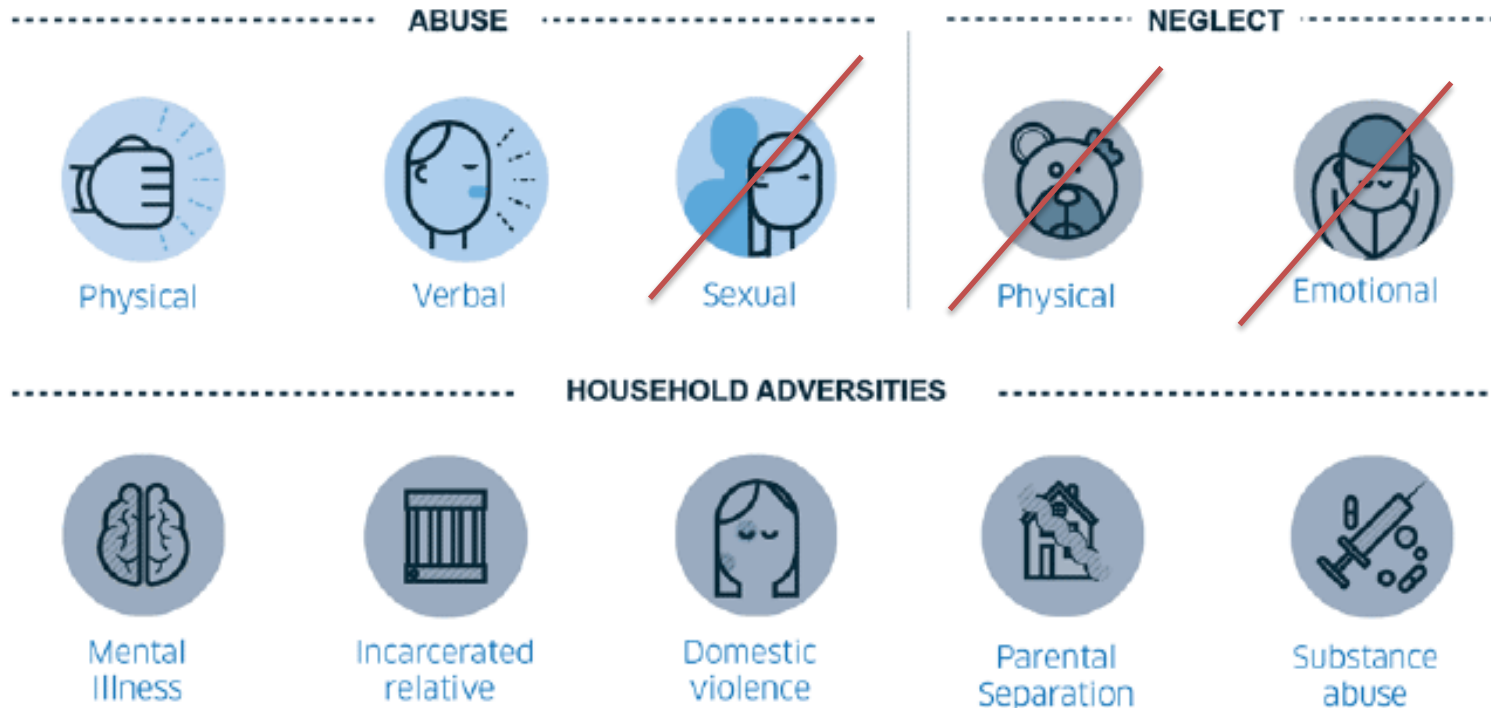 ABUSE
NEGLECT
Physical
Verbal
Sexual
Physical
Emotional
HOUSEHOLD ADVERSITIES
Mental
Illness
Incarcerated
relative
Domestic
violence
Parental
Separation
Substance
abuse